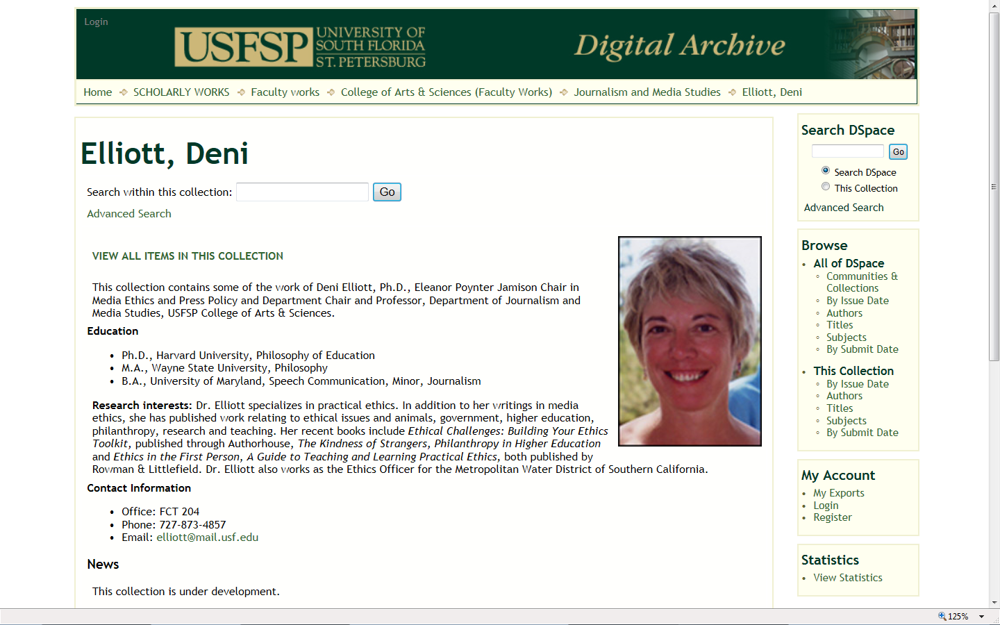 Login
USFSP UNIVERSITY OF
SOUTH FLORIDA
ST. PETERSBURG
Digital Archive
Home SCHOLARLY WORKS Faculty works College of Arts & Sciences (Faculty Works) Journalism and Media Studies Elliott, Deni
Elliott, Deni
Search within this collection: Go
Advanced Search
VIEW ALL ITEMS IN THIS COLLECTION
This collection contains some of the work of Deni Elliott, Ph.D., Eleanor Poynter Jamison Chair in
Media Ethics and Press Policy and Department Chair and Professor, Department of Journalism and
Media Studies, USFSP College of Arts & Sciences.
Education
• Ph.D., Harvard University, Philosophy of Education
• M.A., Wayne State University, Philosophy
• B.A., University of Maryland, Speech Communication, Minor, Journalism
Research interests: Dr. Elliott specializes in practical ethics. In addition to her writings in media
ethics, she has published work relating to ethical issues and animals, government, higher education,
philanthropy, research and teaching. Her recent books include Ethical Challenges: Building Your Ethics
Toolkit, published through Authorhouse, The Kindness of Strangers, Philanthropy in Higher Education
and Ethics in the First Person, A Guide to Teaching and Learning Practical Ethics, both published by
Rowman & Littlefield. Dr. Elliott also works as the Ethics Officer for the Metropolitan Water District of Southern California.
Contact Information
• Office: FCT 204
• Phone: 727-873-4857
• Email: elliott@mail.usf.edu
News
This collection is under development.
Search DSpace
Go
Search DSpace
This Collection
Advanced Search
Browse
• All of DSpace
Communities &
Collections
By Issue Date
Authors
Titles
Subjects
By Submit Date
• This Collection
By Issue Date
Authors
Titles
Subjects
By Submit Date
My Account
• My Exports
• Login
• Register
Statistics
• View Statistics
125%